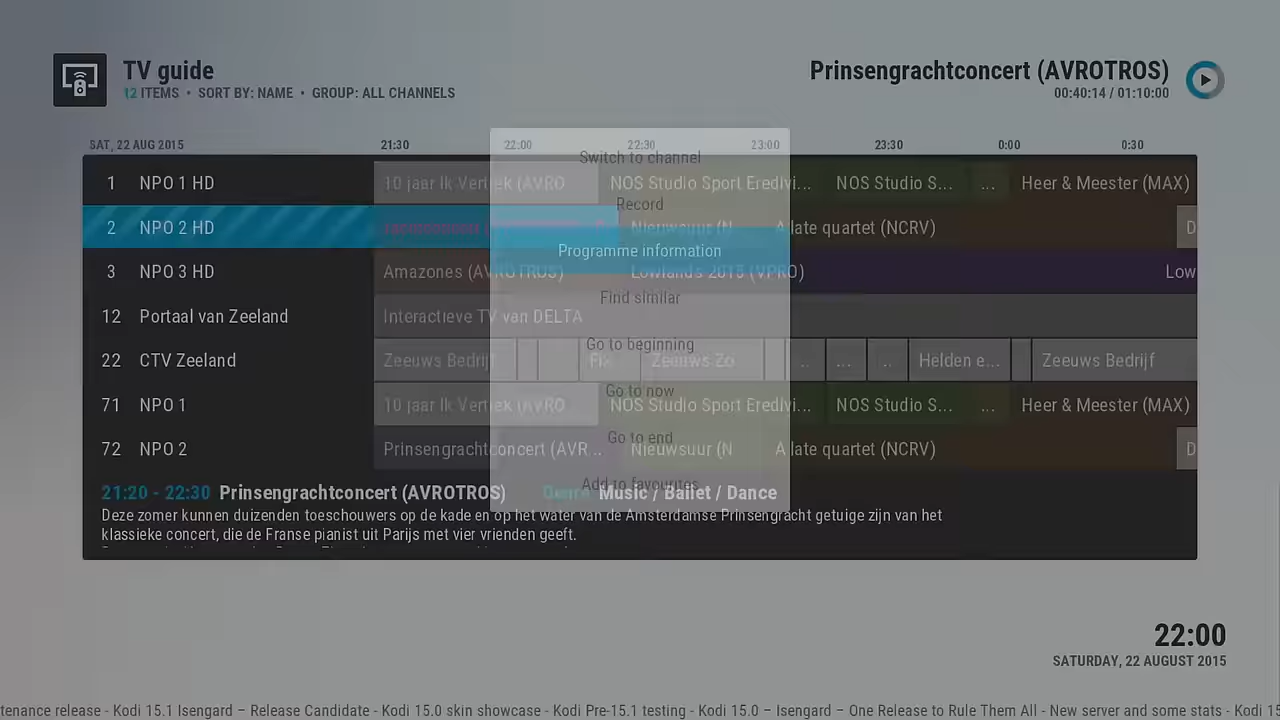 TV guide
12 ITEMS • SORT BY: NAME • GROUP: ALL CHANNELS
Prinsengrachtconcert (AVROTROS)
00:40:14 / 01:10:00
SAT, 22 AUG 2015 21:30 22:00 22:30 23:00 23:30 0:00 0:30
1 NPO 1 HD 10 jaar Ik Vertrek (AVRO NOS Studio Sport Eredivi... NOS Studio S... ... Heer & Meester (MAX)
2 NPO 2 HD Nieuwsuur (N A late quartet (NCRV) D
3 NPO 3 HD Amazones (AVROTROS) Lowlands 2015 (VPRO) Low
12 Portaal van Zeeland Interactieve TV van DELTA
22 CTV Zeeland Zeeuws Bedrijf Zeeuws Zo ... ... ... Helden e... Zeeuws Bedrijf
71 NPO 1 10 jaar Ik Vertrek (AVRO NOS Studio Sport Eredivi... NOS Studio S... ... Heer & Meester (MAX)
72 NPO 2 Prinsengrachtconcert (AVR... Nieuwsuur (N A late quartet (NCRV) D
Switch to channel
Record
Programme information
Find similar
Go to beginning
Go to now
Go to end
Add to favourites
21:20 - 22:30 Prinsengrachtconcert (AVROTROS) Genre Music / Ballet / Dance
Deze zomer kunnen duizenden toeschouwers op de kade en op het water van de Amsterdamse Prinsengracht getuige zijn van het
klassieke concert, die de Franse pianist uit Parijs met vier vrienden geeft.
22:00
SATURDAY, 22 AUGUST 2015
tenance release - Kodi 15.1 Isengard – Release Candidate - Kodi 15.0 skin showcase - Kodi Pre-15.1 testing - Kodi 15.0 – Isengard – One Release to Rule Them All - New server and some stats - Kodi 15